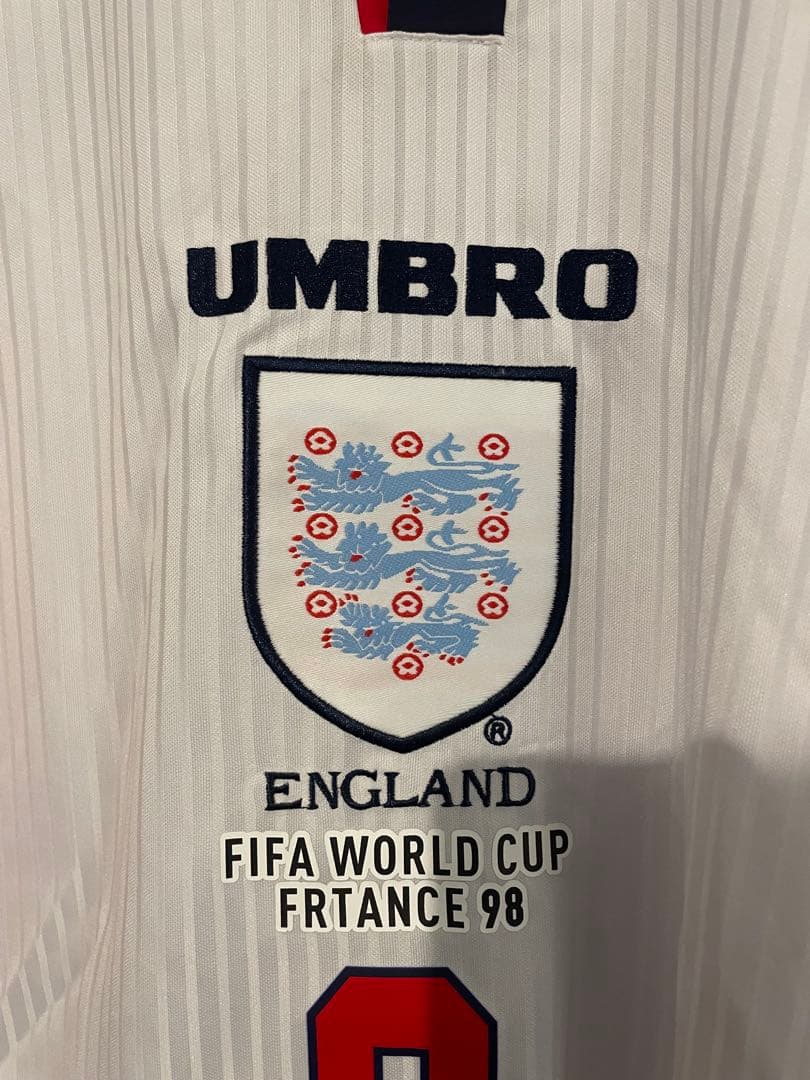 UMBRO
®
ENGLAND
FIFA WORLD CUP
FRTANCE 98